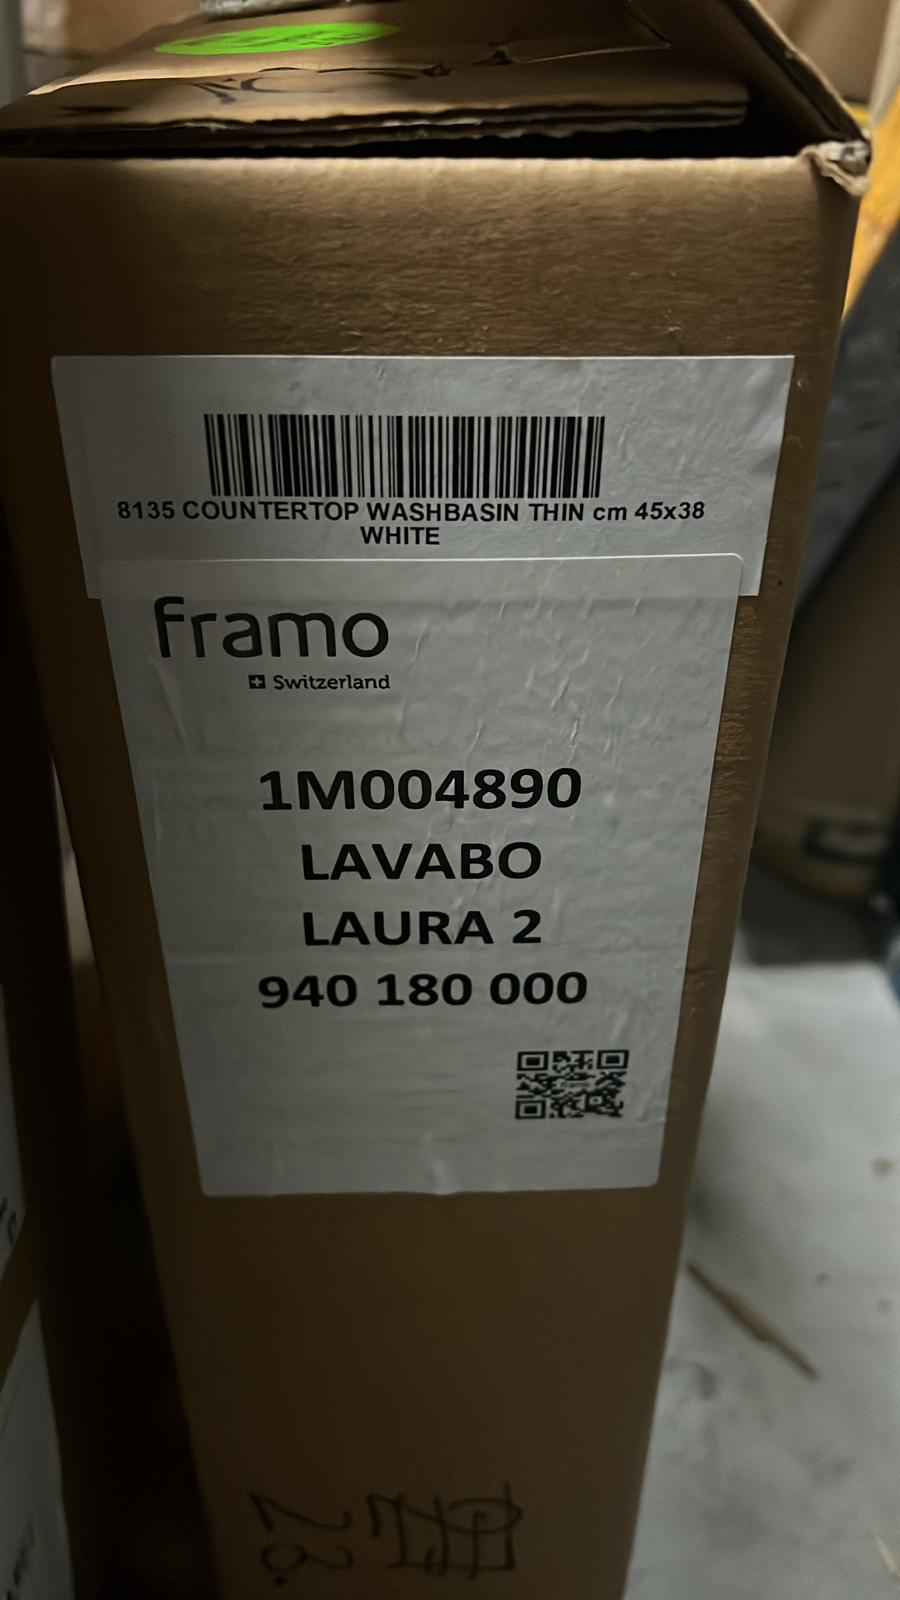 8135 COUNTERTOP WASHBASIN THIN cm 45x38
WHITE
framo
Switzerland
1M004890
LAVABO
LAURA 2
940 180 000